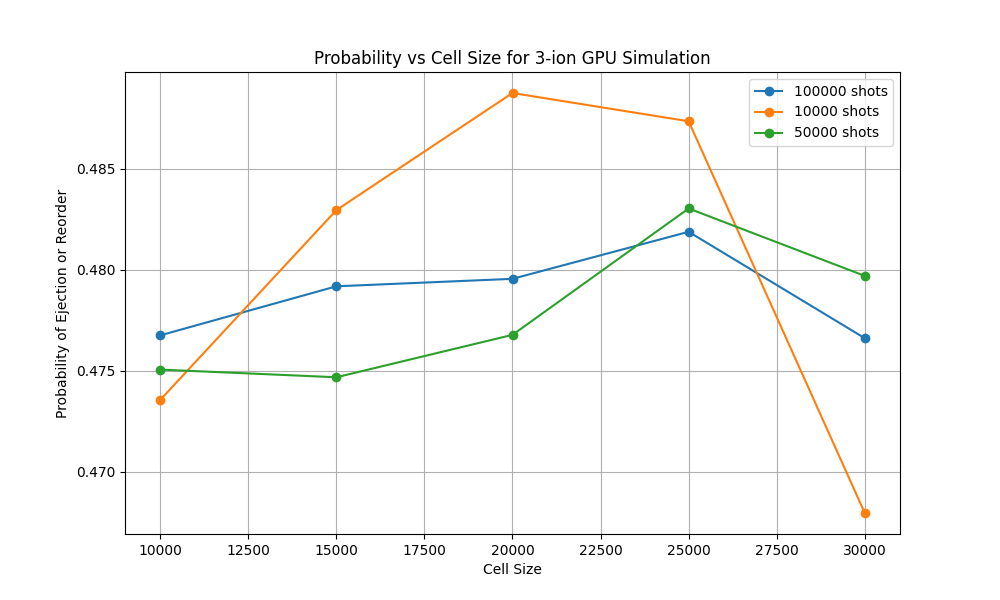 Probability vs Cell Size for 3-ion GPU Simulation
100000 shots
10000 shots
50000 shots
Probability of Ejection or Reorder
0.485
0.480
0.475
0.470
10000 12500 15000 17500 20000 22500 25000 27500 30000
Cell Size